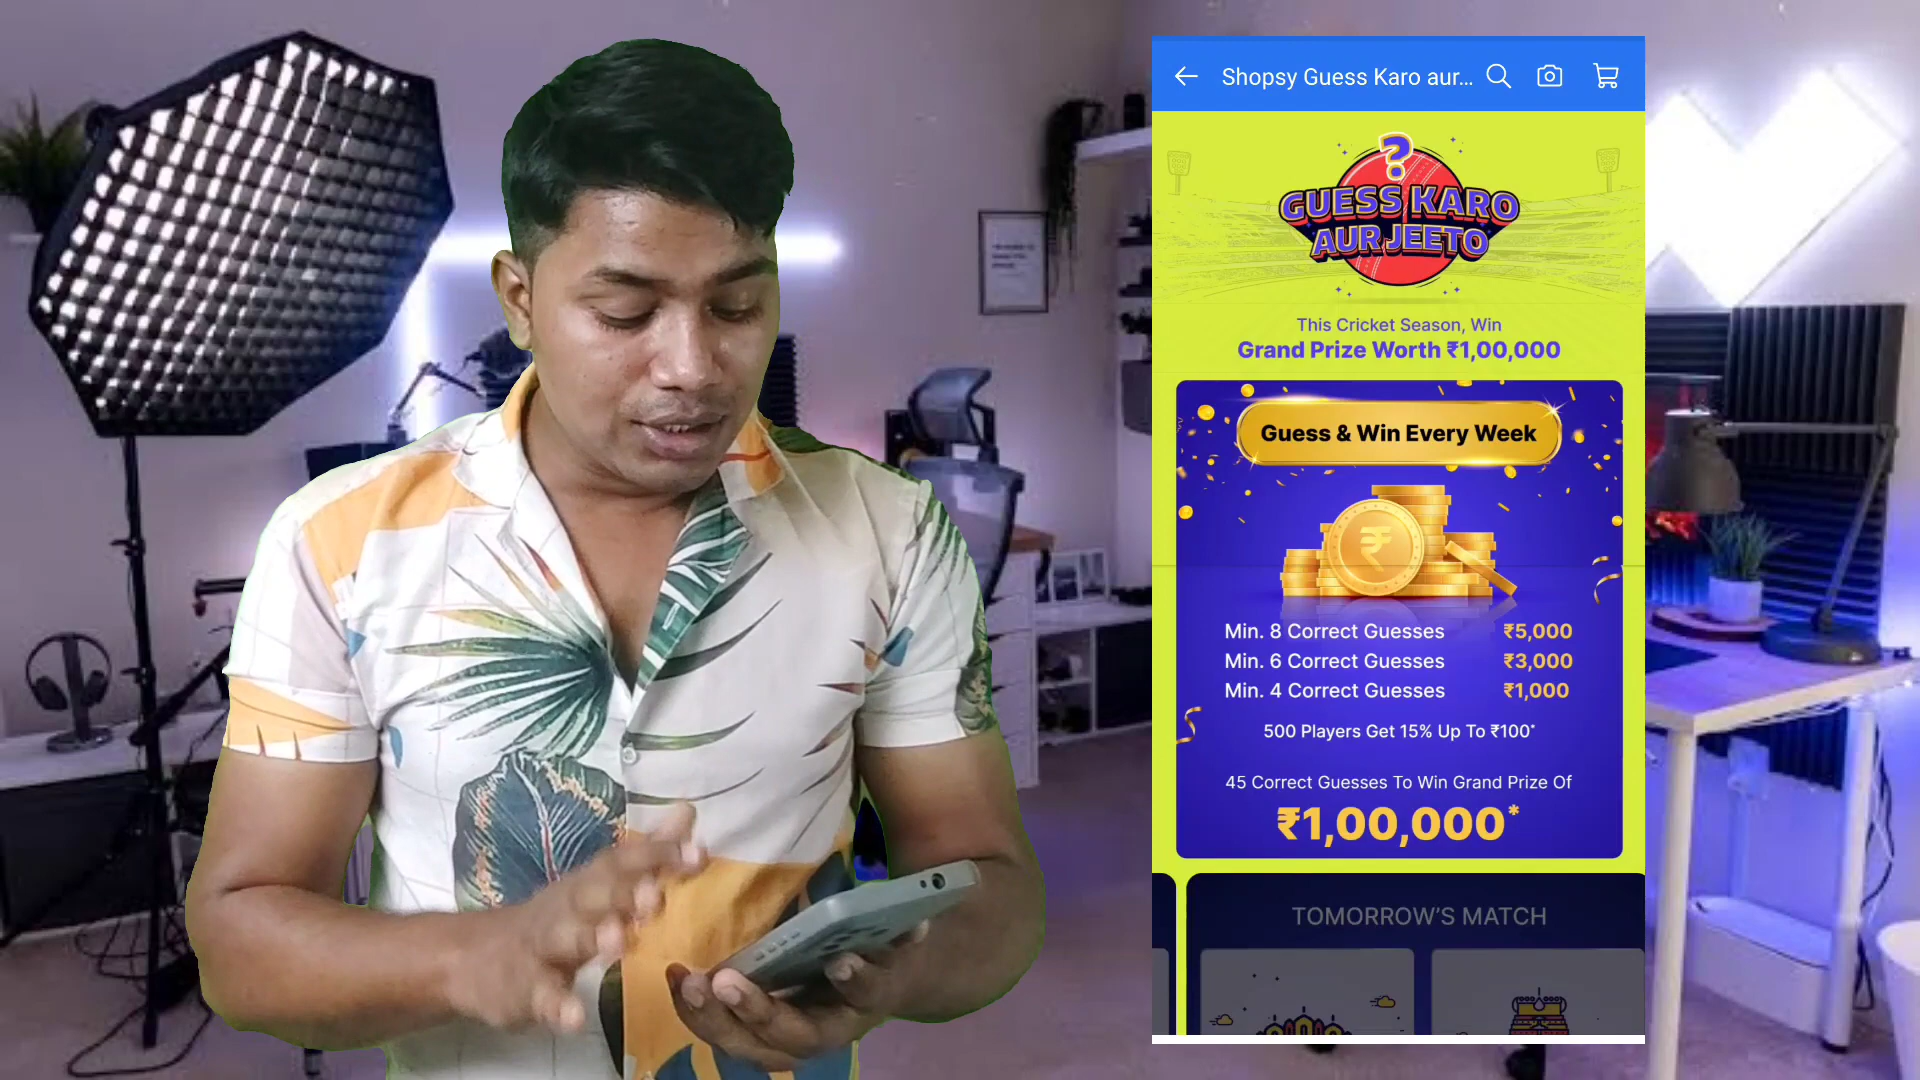 Shopsy Guess Karo aur...
?
GUESS KARO
AUR JEETO
This Cricket Season, Win
Grand Prize Worth ₹1,00,000
Guess & Win Every Week
₹
Min. 8 Correct Guesses ₹5,000
Min. 6 Correct Guesses ₹3,000
Min. 4 Correct Guesses ₹1,000
500 Players Get 15% Up To ₹100*
45 Correct Guesses To Win Grand Prize Of
₹1,00,000*
TOMORROW'S MATCH